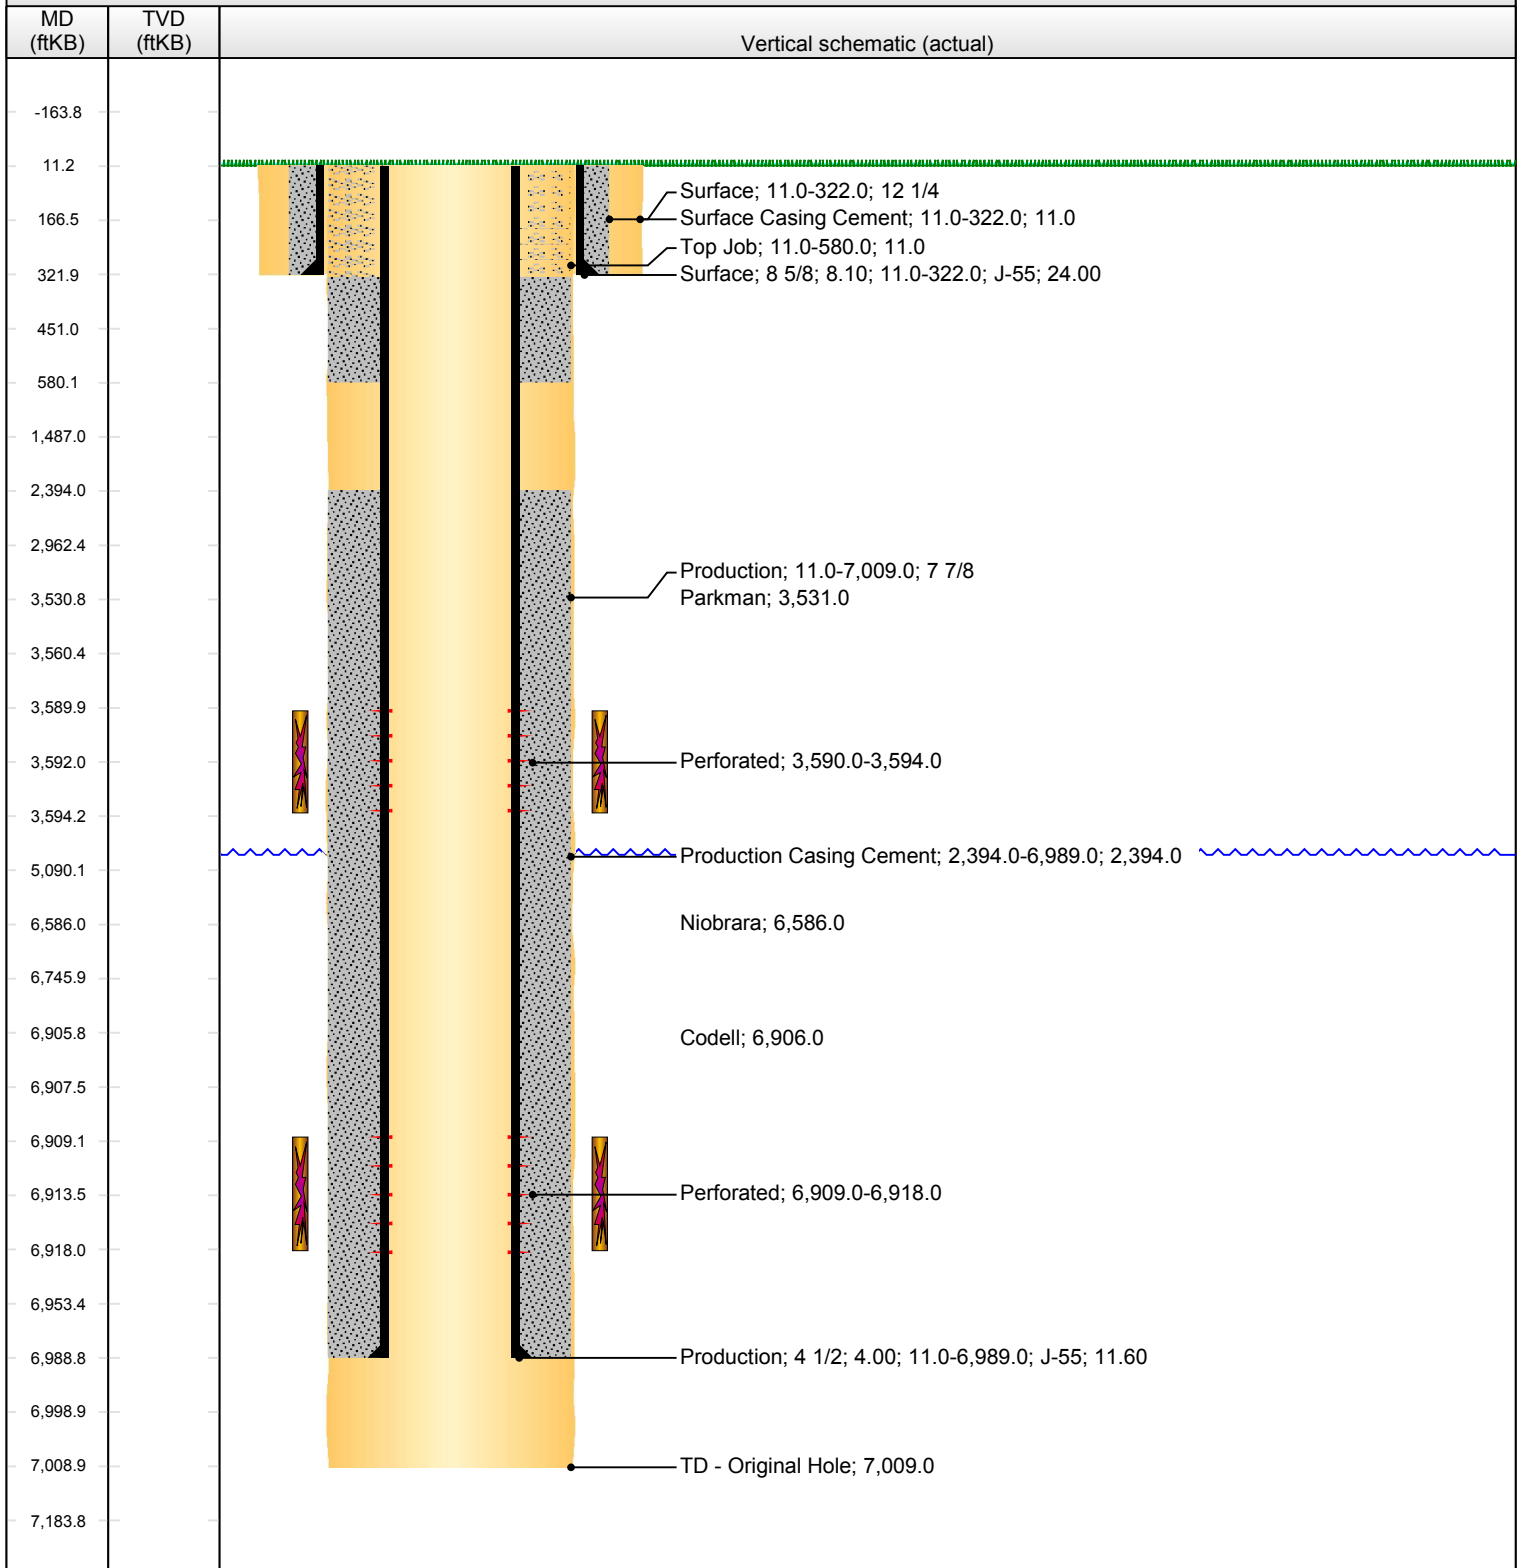 MD
(ftKB)
TVD
(ftKB)
Vertical schematic (actual)
-163.8
11.2
Surface; 11.0-322.0; 12 1/4
166.5
Surface Casing Cement; 11.0-322.0; 11.0
Top Job; 11.0-580.0; 11.0
321.9
Surface; 8 5/8; 8.10; 11.0-322.0; J-55; 24.00
451.0
580.1
1,487.0
2,394.0
2,962.4
Production; 11.0-7,009.0; 7 7/8
3,530.8
Parkman; 3,531.0
3,560.4
3,589.9
3,592.0
Perforated; 3,590.0-3,594.0
3,594.2
Production Casing Cement; 2,394.0-6,989.0; 2,394.0
5,090.1
6,586.0
Niobrara; 6,586.0
6,745.9
6,905.8
Codell; 6,906.0
6,907.5
6,909.1
6,913.5
Perforated; 6,909.0-6,918.0
6,918.0
6,953.4
6,988.8
Production; 4 1/2; 4.00; 11.0-6,989.0; J-55; 11.60
6,998.9
7,008.9
TD - Original Hole; 7,009.0
7,183.8